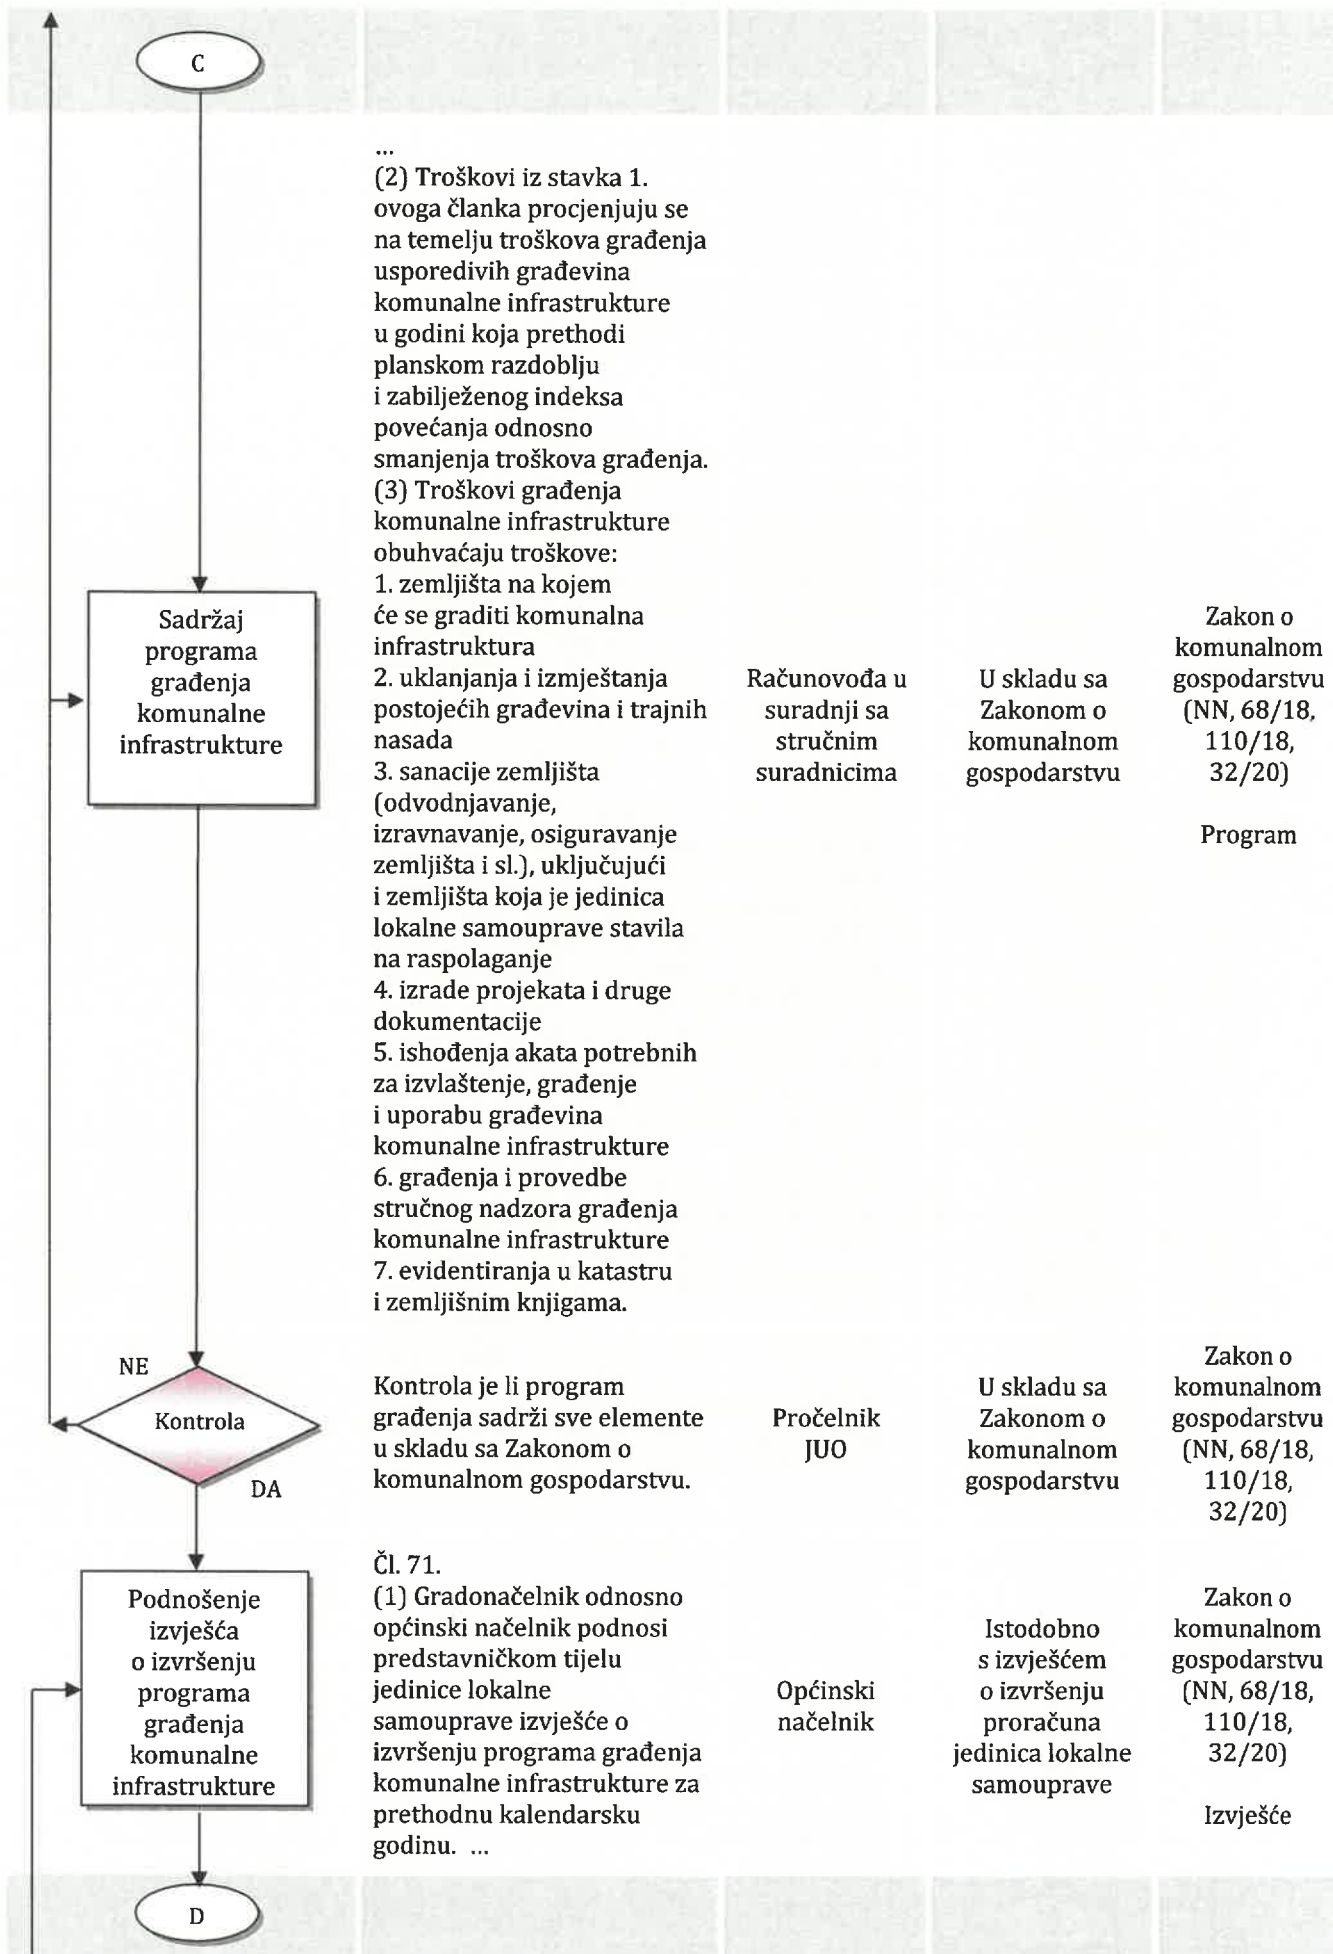 C
...
(2) Troškovi iz stavka 1.
ovoga članka procjenjuju se
na temelju troškova građenja
usporedivih građevina
komunalne infrastrukture
u godini koja prethodi
planskom razdoblju
i zabilježenog indeksa
povećanja odnosno
smanjenja troškova građenja.
(3) Troškovi građenja
komunalne infrastrukture
obuhvaćaju troškove:
1. zemljišta na kojem
će se graditi komunalna
infrastruktura
2. uklanjanja i izmještanja
postojećih građevina i trajnih
nasada
3. sanacije zemljišta
(odvodnjavanje,
izravnavanje, osiguravanje
zemljišta i sl.), uključujući
i zemljišta koja je jedinica
lokalne samouprave stavila
na raspolaganje
4. izrade projekata i druge
dokumentacije
5. ishođenja akata potrebnih
za izvlaštenje, građenje
i uporabu građevina
komunalne infrastrukture
6. građenja i provedbe
stručnog nadzora građenja
komunalne infrastrukture
7. evidentiranja u katastru
i zemljišnim knjigama.
Sadržaj
programa
građenja
komunalne
infrastrukture
Računovođa u
suradnji sa
stručnim
suradnicima
U skladu sa
Zakonom o
komunalnom
gospodarstvu
Zakon o
komunalnom
gospodarstvu
(NN, 68/18,
110/18,
32/20)
Program
NE
Kontrola
DA
Kontrola je li program
građenja sadrži sve elemente
u skladu sa Zakonom o
komunalnom gospodarstvu.
Pročelnik
JUO
U skladu sa
Zakonom o
komunalnom
gospodarstvu
Zakon o
komunalnom
gospodarstvu
(NN, 68/18,
110/18,
32/20)
Podnošenje
izvješća
o izvršenju
programa
građenja
komunalne
infrastrukture
Čl. 71.
(1) Gradonačelnik odnosno
općinski načelnik podnosi
predstavničkom tijelu
jedinice lokalne
samouprave izvješće o
izvršenju programa građenja
komunalne infrastrukture za
prethodnu kalendarsku
godinu. ...
Općinski
načelnik
Istodobno
s izvješćem
o izvršenju
proračuna
jedinica lokalne
samouprave
Zakon o
komunalnom
gospodarstvu
(NN, 68/18,
110/18,
32/20)
Izvješće
D